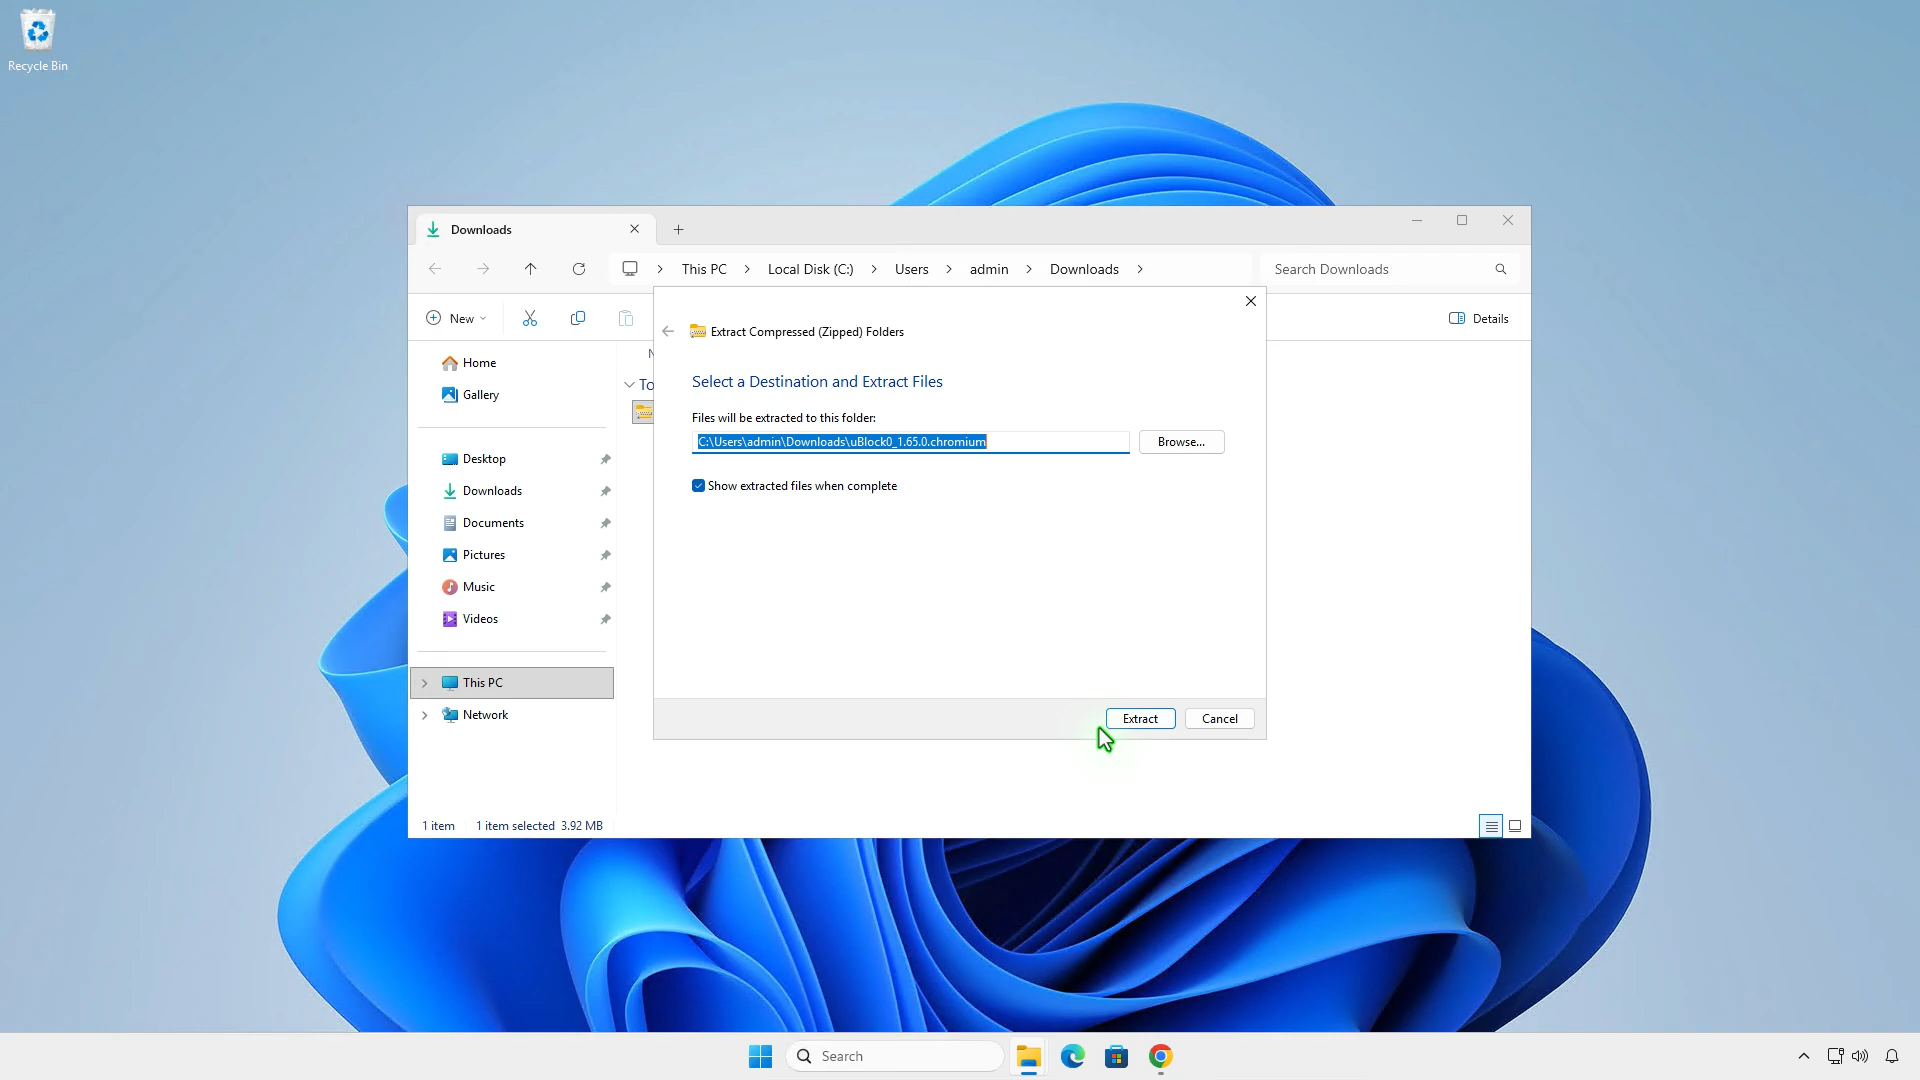 Recycle Bin
Downloads
This PC
Local Disk (C:)
Users
admin
Downloads
Search Downloads
New
Details
Extract Compressed (Zipped) Folders
Select a Destination and Extract Files
Files will be extracted to this folder:
C:\Users\admin\Downloads\uBlock0_1.65.0.chromium
Browse...
Show extracted files when complete
Extract
Cancel
Home
Gallery
Desktop
Downloads
Documents
Pictures
Music
Videos
This PC
Network
1 item
1 item selected 3.92 MB
Search